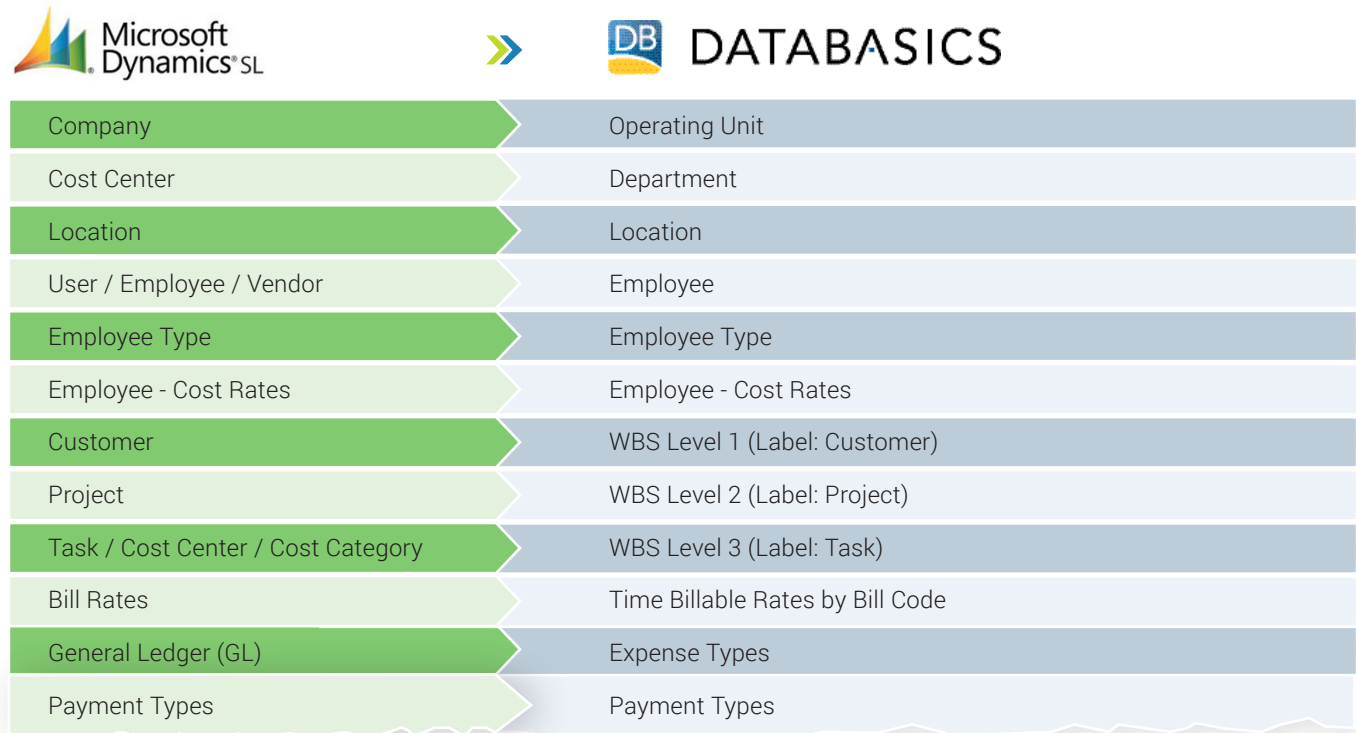 Microsoft
Dynamics® SL
DB DATABASICS
Company
Operating Unit
Cost Center
Department
Location
Location
User / Employee / Vendor
Employee
Employee Type
Employee Type
Employee - Cost Rates
Employee - Cost Rates
Customer
WBS Level 1 (Label: Customer)
Project
WBS Level 2 (Label: Project)
Task / Cost Center / Cost Category
WBS Level 3 (Label: Task)
Bill Rates
Time Billable Rates by Bill Code
General Ledger (GL)
Expense Types
Payment Types
Payment Types